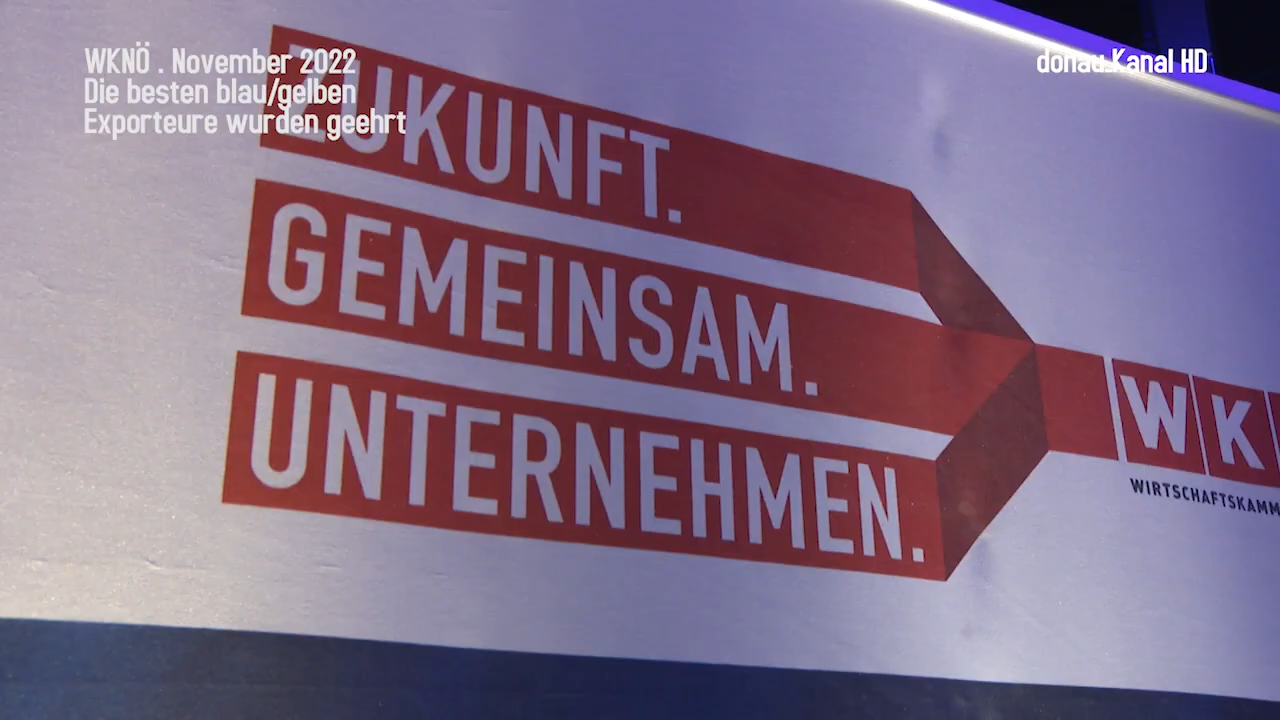 WKNÖ . November 2022
Die besten blau/gelben
Exporteure wurden geehrt
donau.Kanal HD
ZUKUNFT.
GEMEINSAM.
UNTERNEHMEN.
WK